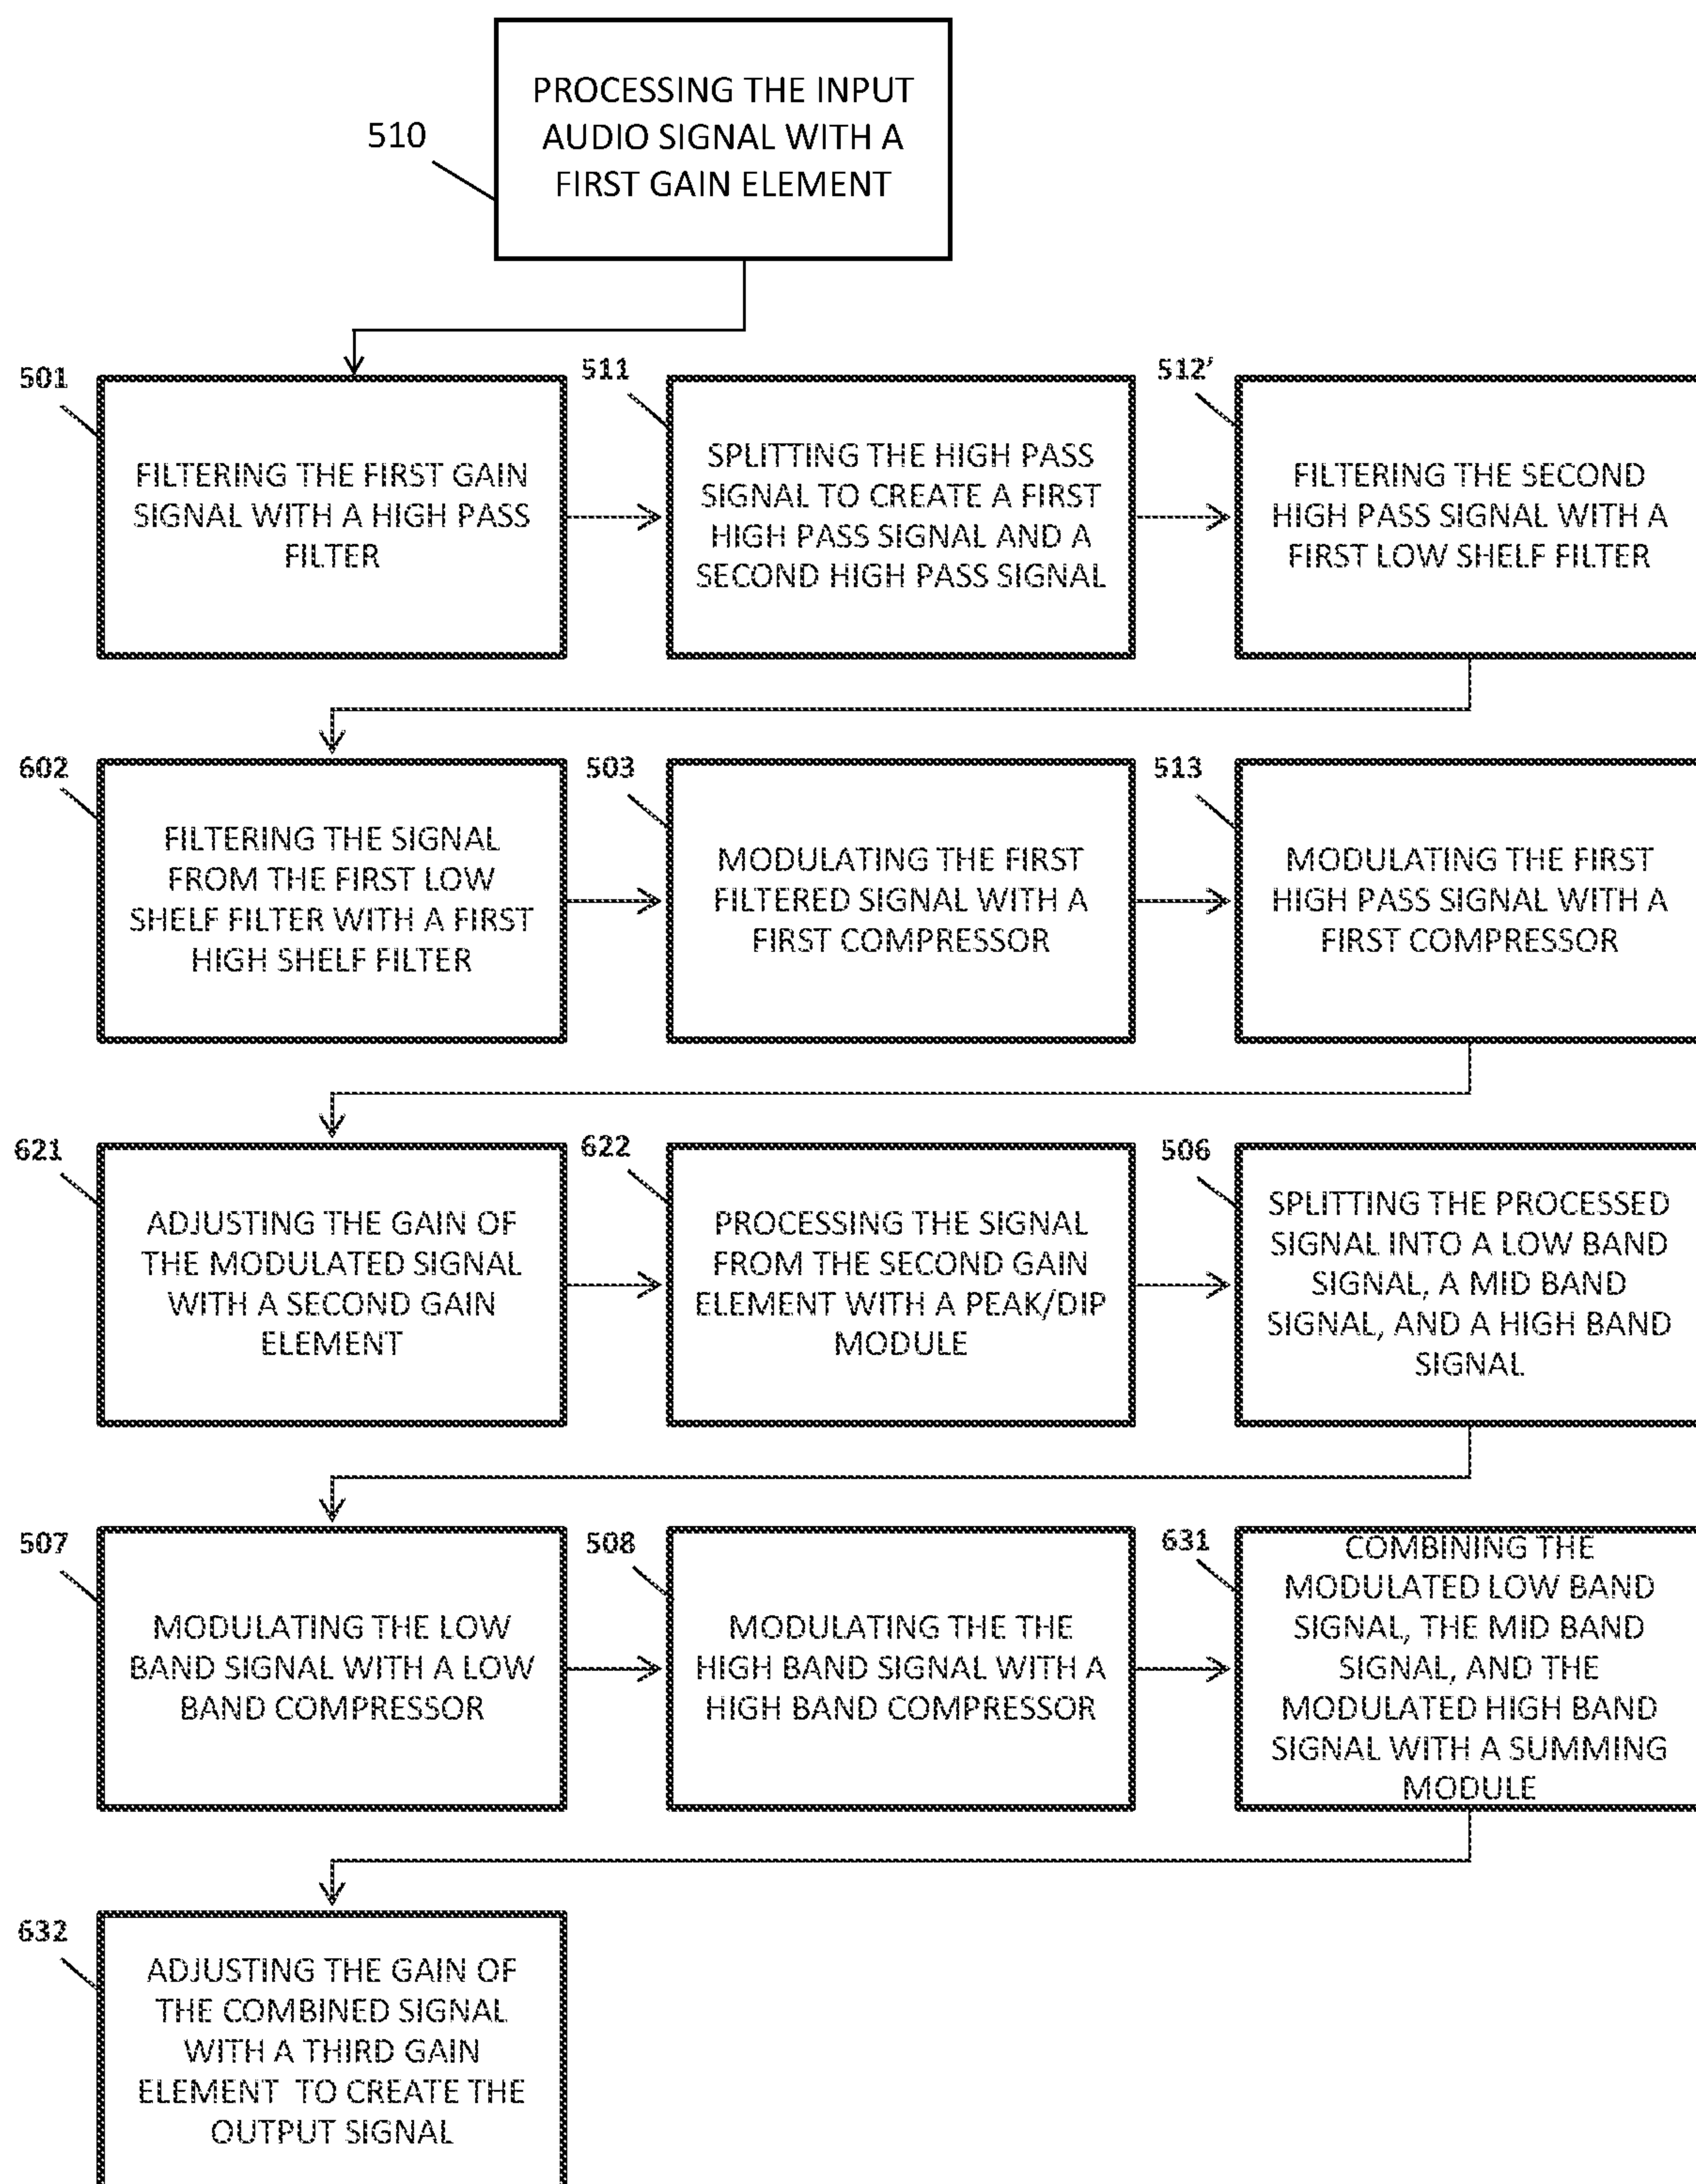 PROCESSING THE INPUT
AUDIO SIGNAL WITH A
FIRST GAIN ELEMENT
510
501
FILTERING THE FIRST GAIN
SIGNAL WITH A HIGH PASS
FILTER
511
SPLITTING THE HIGH PASS
SIGNAL TO CREATE A FIRST
HIGH PASS SIGNAL AND A
SECOND HIGH PASS SIGNAL
512'
FILTERING THE SECOND
HIGH PASS SIGNAL WITH A
FIRST LOW SHELF FILTER
602
FILTERING THE SIGNAL
FROM THE FIRST LOW
SHELF FILTER WITH A FIRST
HIGH SHELF FILTER
503
MODULATING THE FIRST
FILTERED SIGNAL WITH A
FIRST COMPRESSOR
513
MODULATING THE FIRST
HIGH PASS SIGNAL WITH A
FIRST COMPRESSOR
621
ADJUSTING THE GAIN OF
THE MODULATED SIGNAL
WITH A SECOND GAIN
ELEMENT
622
PROCESSING THE SIGNAL
FROM THE SECOND GAIN
ELEMENT WITH A PEAK/DIP
MODULE
506
SPLITTING THE PROCESSED
SIGNAL INTO A LOW BAND
SIGNAL, A MID BAND
SIGNAL, AND A HIGH BAND
SIGNAL
507
MODULATING THE LOW
BAND SIGNAL WITH A LOW
BAND COMPRESSOR
508
MODULATING THE THE
HIGH BAND SIGNAL WITH A
HIGH BAND COMPRESSOR
631
COMBINING THE
MODULATED LOW BAND
SIGNAL, THE MID BAND
SIGNAL, AND THE
MODULATED HIGH BAND
SIGNAL WITH A SUMMING
MODULE
632
ADJUSTING THE GAIN OF
THE COMBINED SIGNAL
WITH A THIRD GAIN
ELEMENT TO CREATE THE
OUTPUT SIGNAL